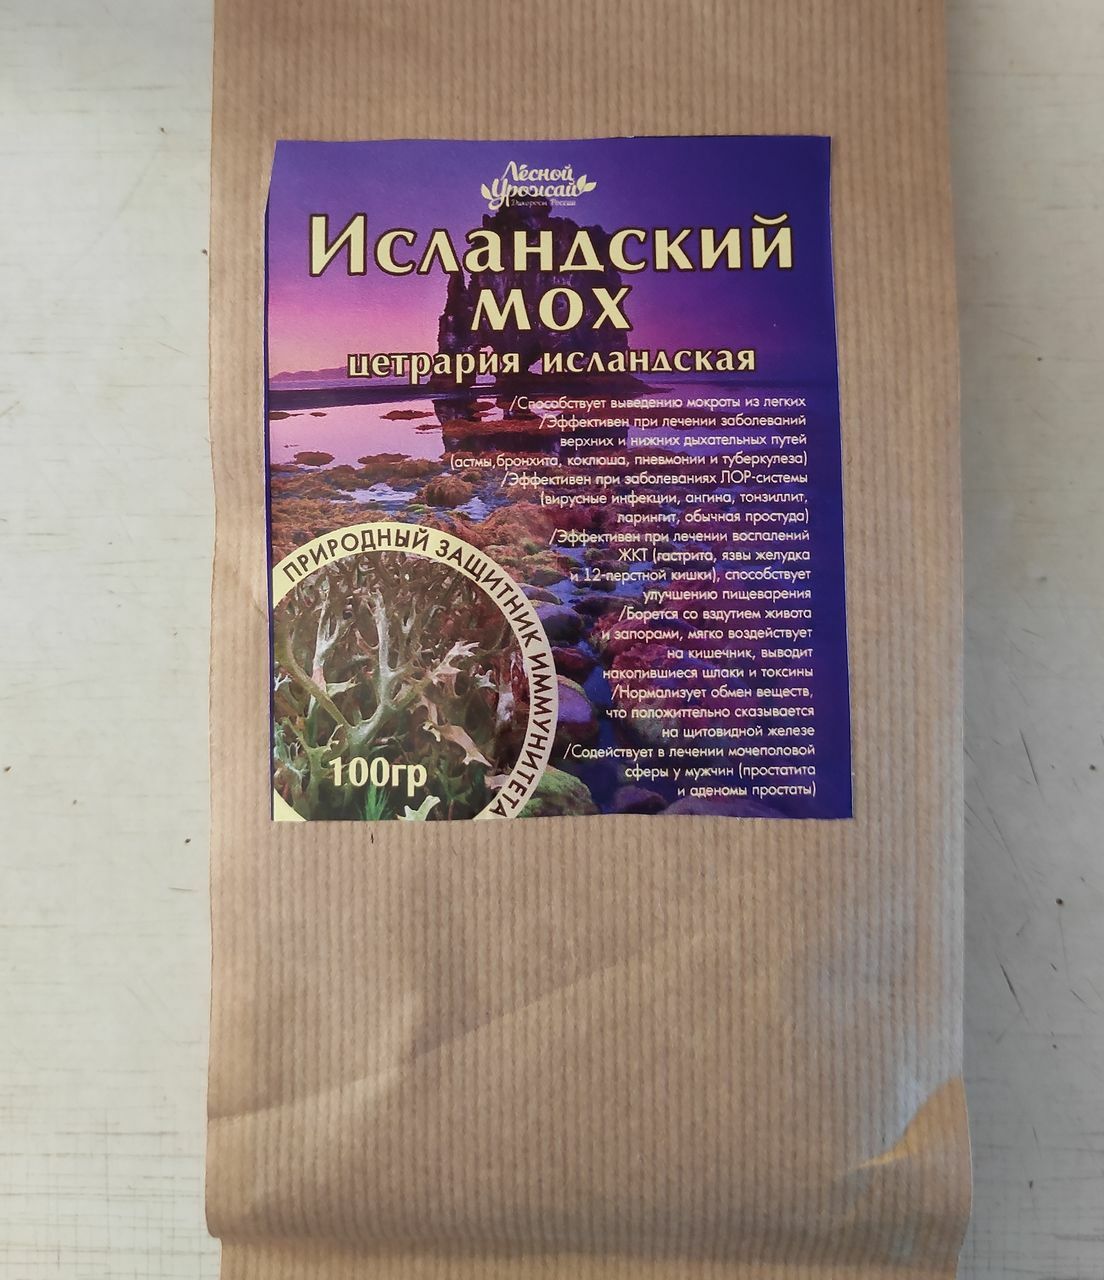 Лесной
Урожай
Дикоросы России
Исландский
мох
цетрария исландская
/Способствует выведению мокроты из легких
/Эффективен при лечении заболеваний
верхних и нижних дыхательных путей
(астмы,бронхита, коклюша, пневмонии и туберкулеза)
/Эффективен при заболеваниях ЛОР-системы
(вирусные инфекции, ангина, тонзиллит,
ларингит, обычная простуда)
/Эффективен при лечении воспалений
ЖКТ (гастрита, язвы желудка
и 12-перстной кишки), способствует
улучшению пищеварения
/Борется со вздутием живота
и запорами, мягко воздействует
на кишечник, выводит
накопившиеся шлаки и токсины
/Нормализует обмен веществ,
что положиттельно сказывается
на щитовидной железе
/Содействует в лечении мочеполовой
сферы у мужчин (простатита
и аденомы простаты)
ПРИРОДНЫЙ ЗАЩИТНИК ИММУНИТЕТА
100гр